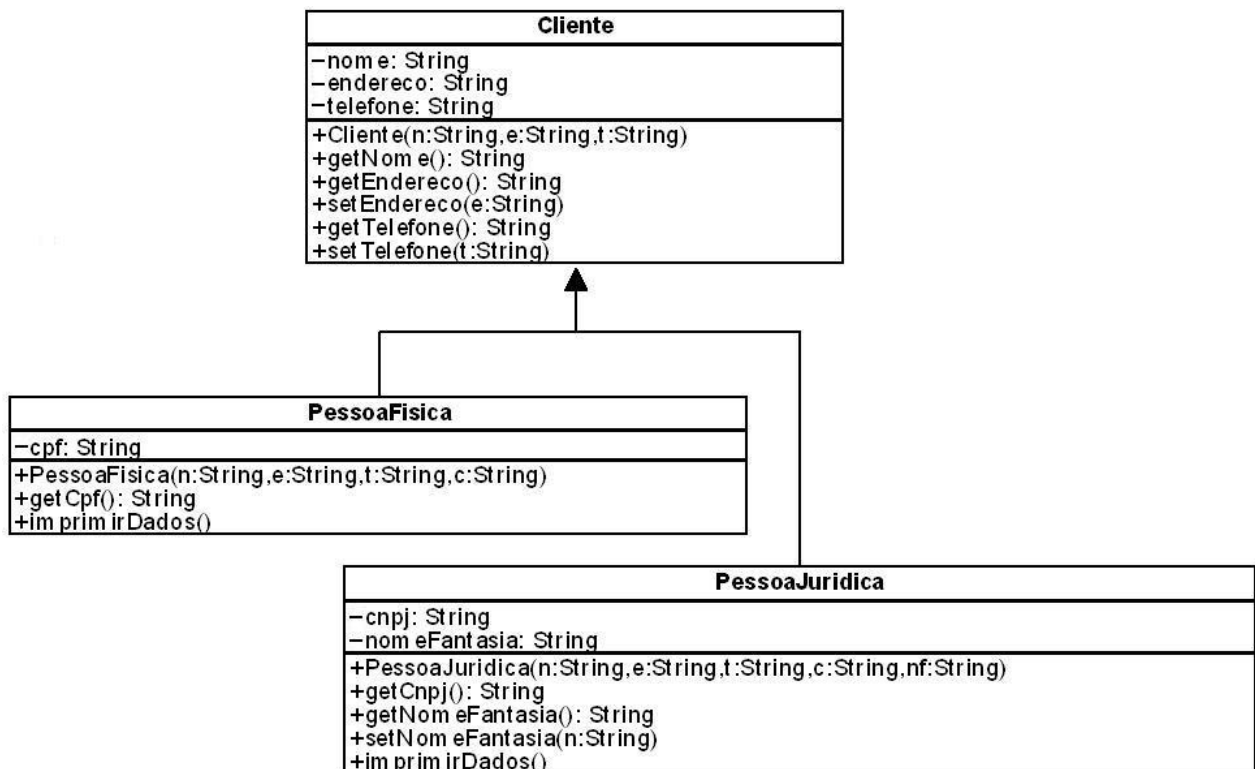 Cliente
–nome: String
–endereco: String
–telefone: String
+Cliente(n:String,e:String,t:String)
+getNome(): String
+getEndereco(): String
+setEndereco(e:String)
+getTelefone(): String
+setTelefone(t:String)
PessoaFisica
–cpf: String
+PessoaFisica(n:String,e:String,t:String,c:String)
+getCpf(): String
+imprimirDados()
PessoaJuridica
–cnpj: String
–nomeFantasia: String
+PessoaJuridica(n:String,e:String,t:String,c:String,nf:String)
+getCnpj(): String
+getNomeFantasia(): String
+setNomeFantasia(n:String)
+imprimirDados()